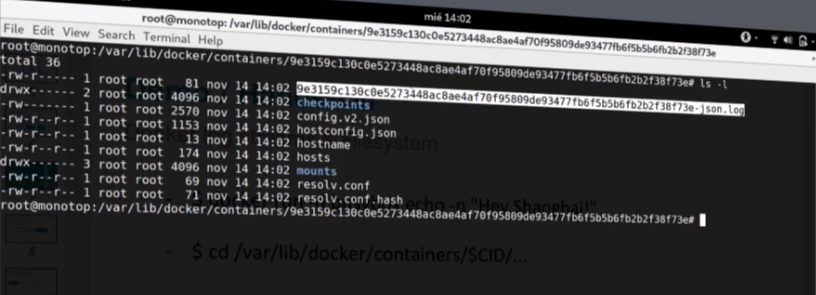 mié 14:02
root@monotop: /var/lib/docker/containers/9e3159c130c0e5273448ac8ae4af70f95809de93477fb6f5b5b6fb2b2f38f73e
File Edit View Search Terminal Help
root@monotop:/var/lib/docker/containers/9e3159c130c0e5273448ac8ae4af70f95809de93477fb6f5b5b6fb2b2f38f73e# ls -l
total 36
-rw-r----- 1 root root 81 nov 14 14:02 9e3159c130c0e5273448ac8ae4af70f95809de93477fb6f5b5b6fb2b2f38f73e-json.log
drwx------ 2 root root 4096 nov 14 14:02 checkpoints
-rw------- 1 root root 2570 nov 14 14:02 config.v2.json
-rw-r--r-- 1 root root 1153 nov 14 14:02 hostconfig.json
-rw-r--r-- 1 root root 13 nov 14 14:02 hostname
-rw-r--r-- 1 root root 174 nov 14 14:02 hosts
drwx------ 3 root root 4096 nov 14 14:02 mounts
-rw-r--r-- 1 root root 69 nov 14 14:02 resolv.conf
-rw-r--r-- 1 root root 71 nov 14 14:02 resolv.conf.hash
root@monotop:/var/lib/docker/containers/9e3159c130c0e5273448ac8ae4af70f95809de93477fb6f5b5b6fb2b2f38f73e#
echo -n "Hey Shanghai!"
8
- $ cd /var/lib/docker/containers/$CID/...